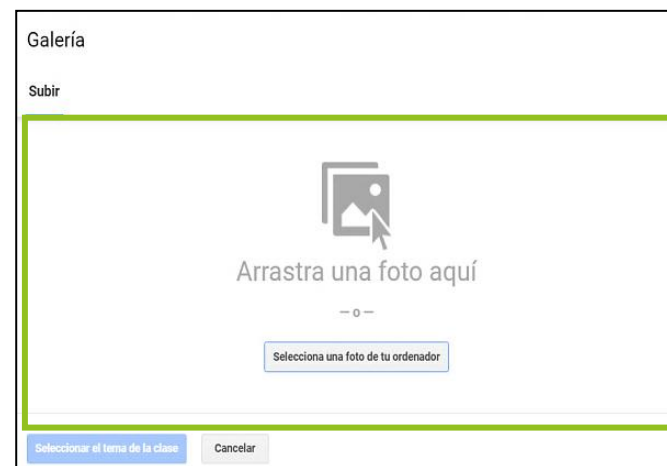 Galería
Subir
Arrastra una foto aquí
— o —
Selecciona una foto de tu ordenador
Seleccionar el tema de la clase
Cancelar